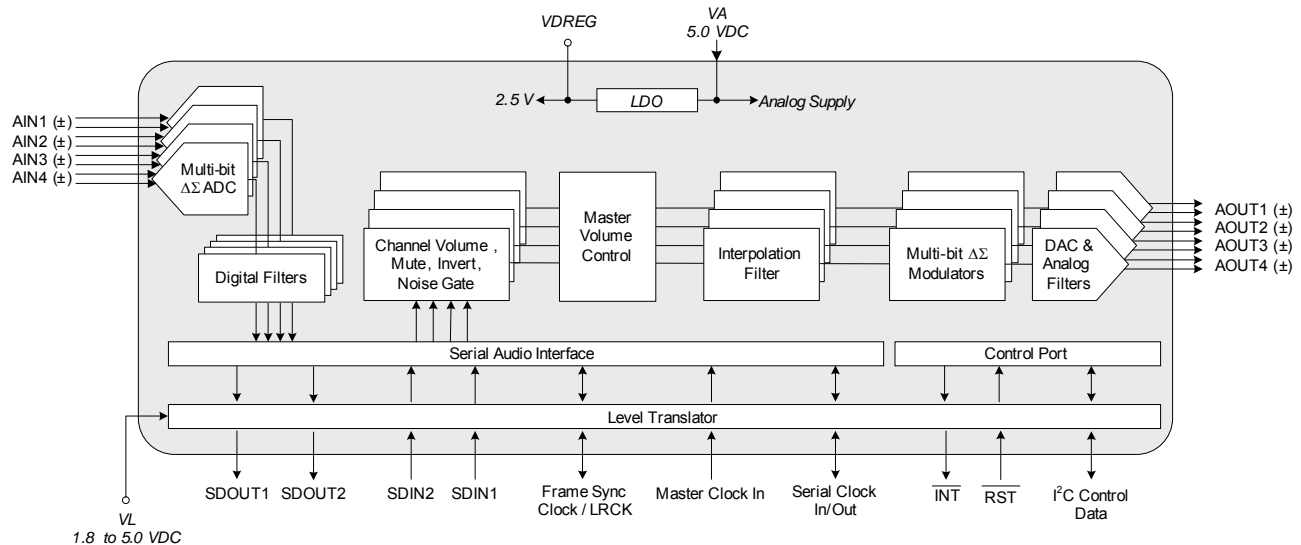 VDREG
VA
5.0 VDC
2.5 V
LDO
Analog Supply
AIN1 (±)
AIN2 (±)
AIN3 (±)
AIN4 (±)
Multi-bit
ΔΣ ADC
Digital Filters
Channel Volume ,
Mute, Invert,
Noise Gate
Master
Volume
Control
Interpolation
Filter
Multi-bit ΔΣ
Modulators
DAC &
Analog
Filters
AOUT1 (±)
AOUT2 (±)
AOUT3 (±)
AOUT4 (±)
Serial Audio Interface
Control Port
Level Translator
SDOUT1
SDOUT2
SDIN2
SDIN1
Frame Sync
Clock / LRCK
Master Clock In
Serial Clock
In/Out
INT
RST
I²C Control
Data
VL
1.8 to 5.0 VDC